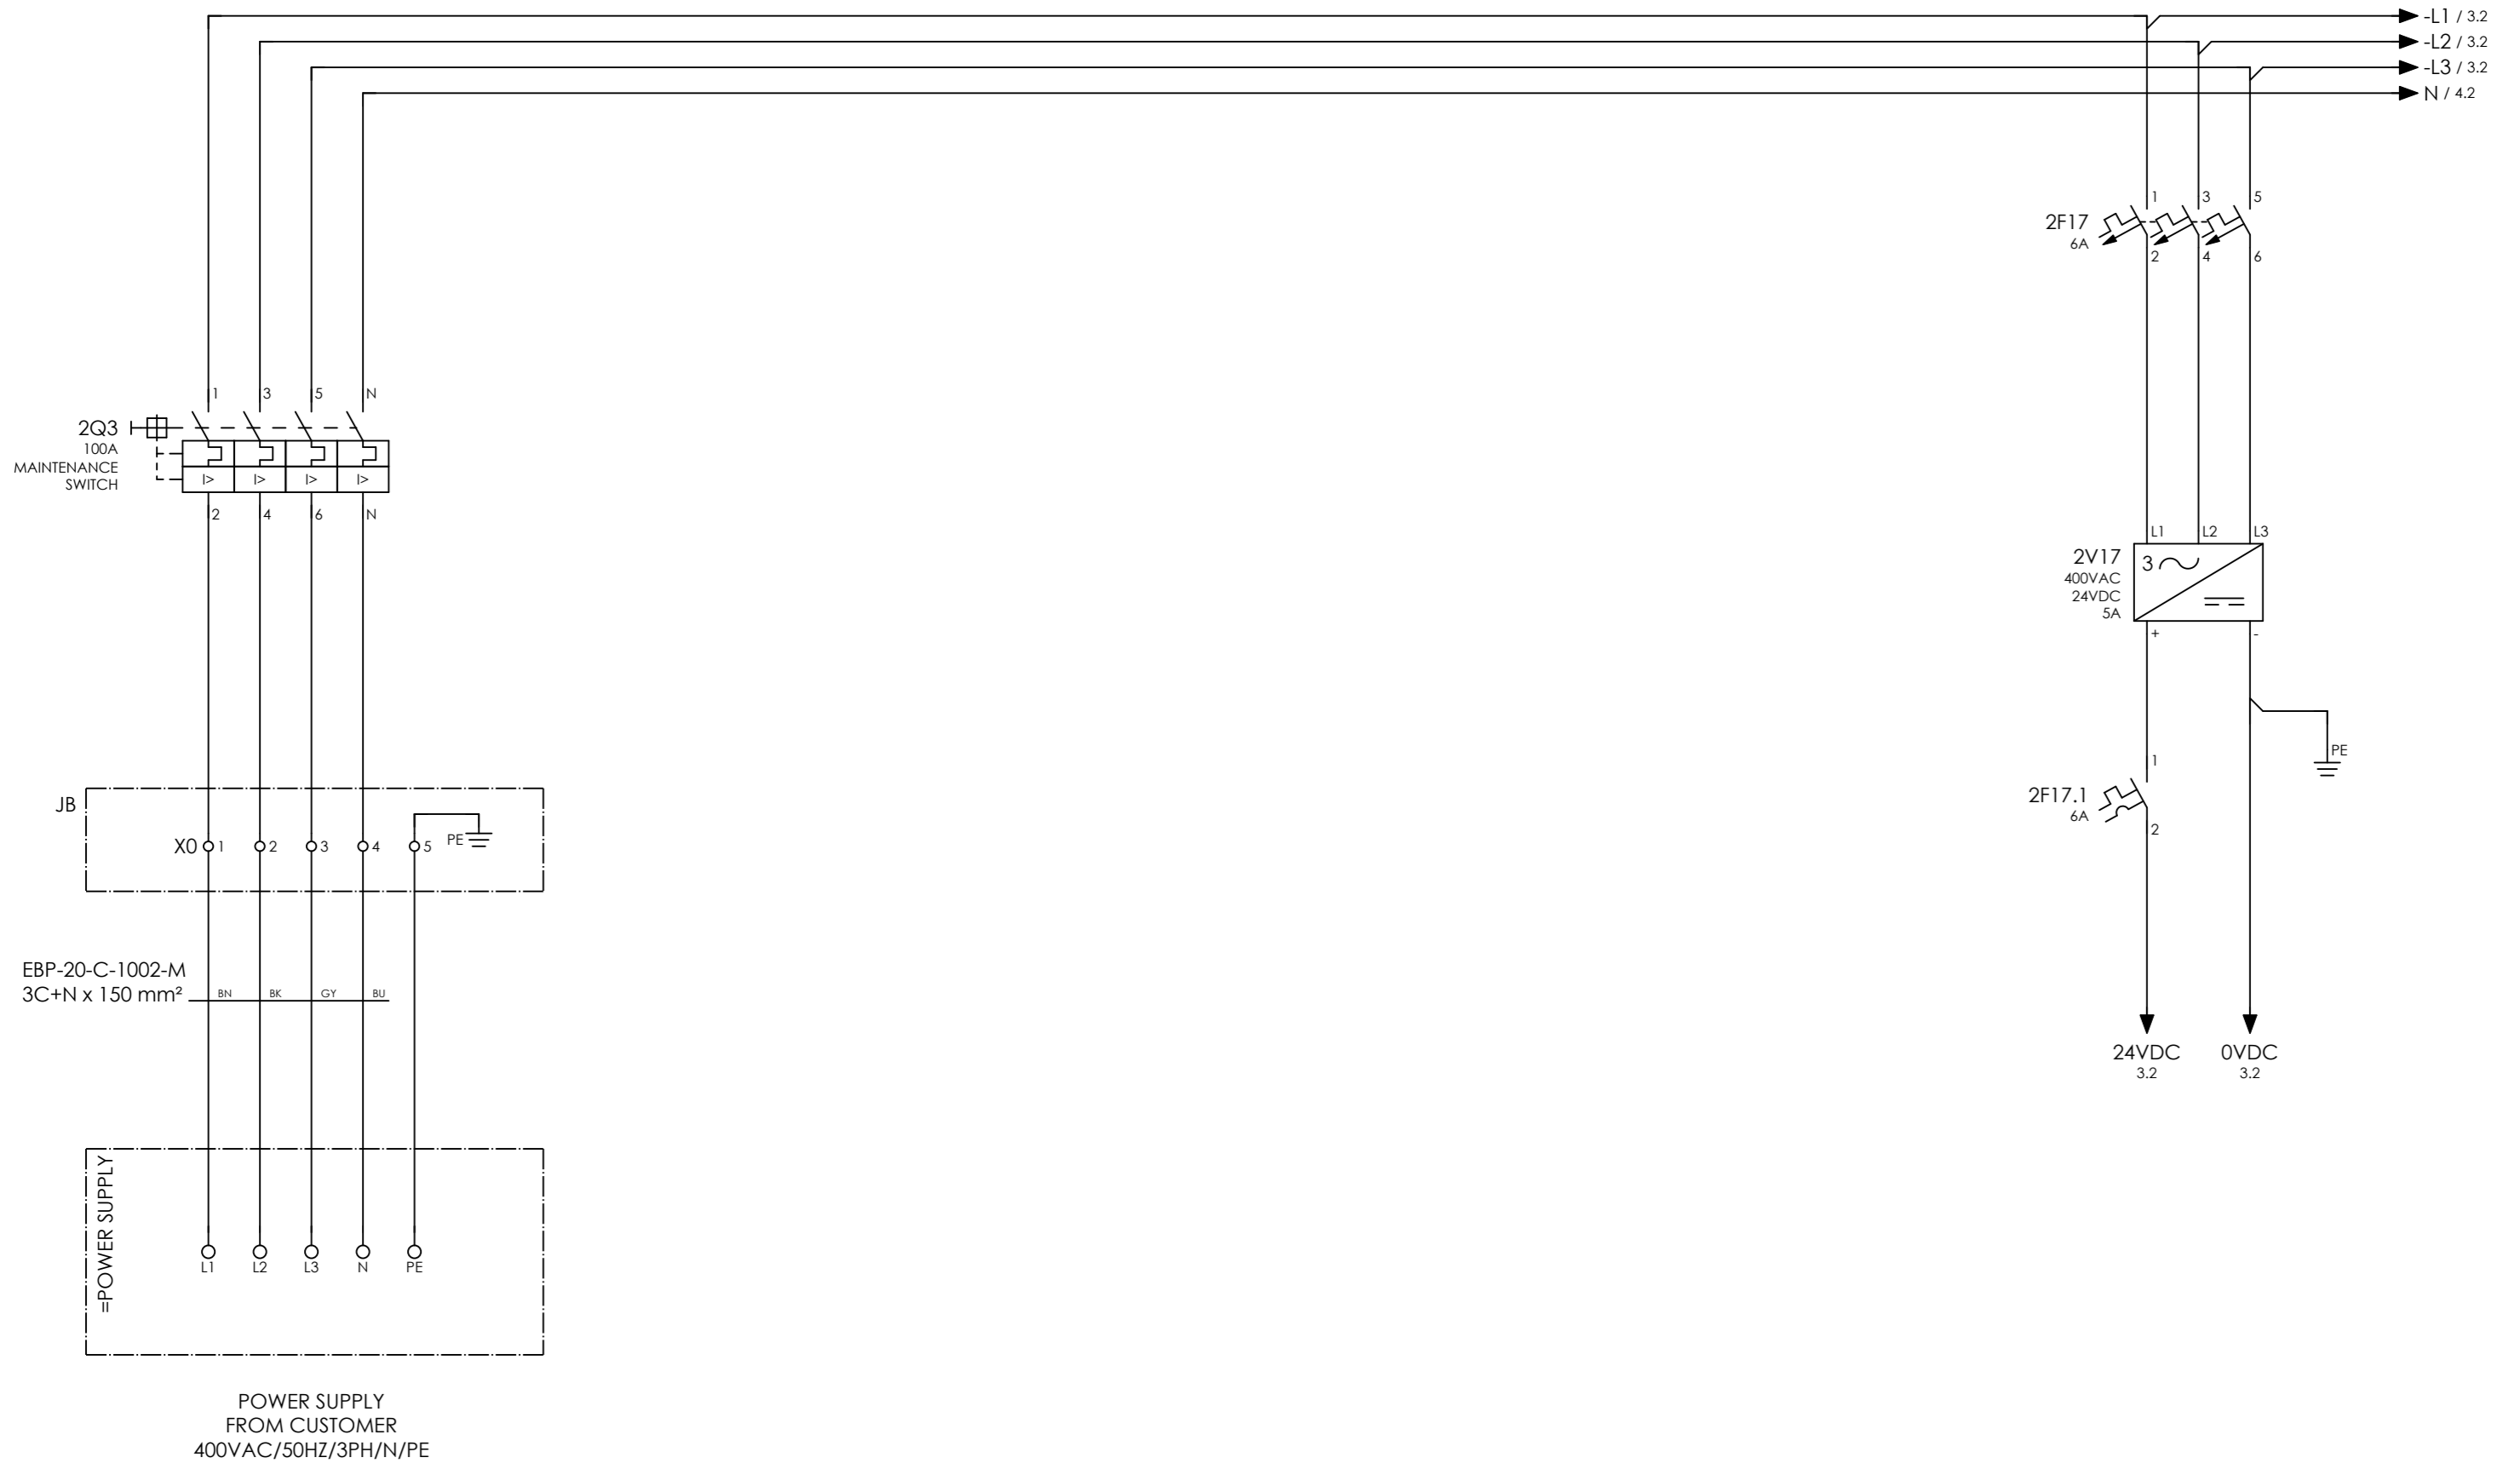 -L1 / 3.2
-L2 / 3.2
-L3 / 3.2
N / 4.2
1 3 5
2F17
6A
2 4 6
1 3 5 N
2Q3
100A
MAINTENANCE
SWITCH
I> I> I> I>
2 4 6 N
L1 L2 L3
2V17
400VAC
24VDC
5A
3
+ -
PE
1
2F17.1
6A
2
JB
X0 1 2 3 4 5 PE
EBP-20-C-1002-M
3C+N x 150 mm²
BN BK GY BU
24VDC 0VDC
3.2 3.2
=POWER SUPPLY
L1 L2 L3 N PE
POWER SUPPLY
FROM CUSTOMER
400VAC/50HZ/3PH/N/PE